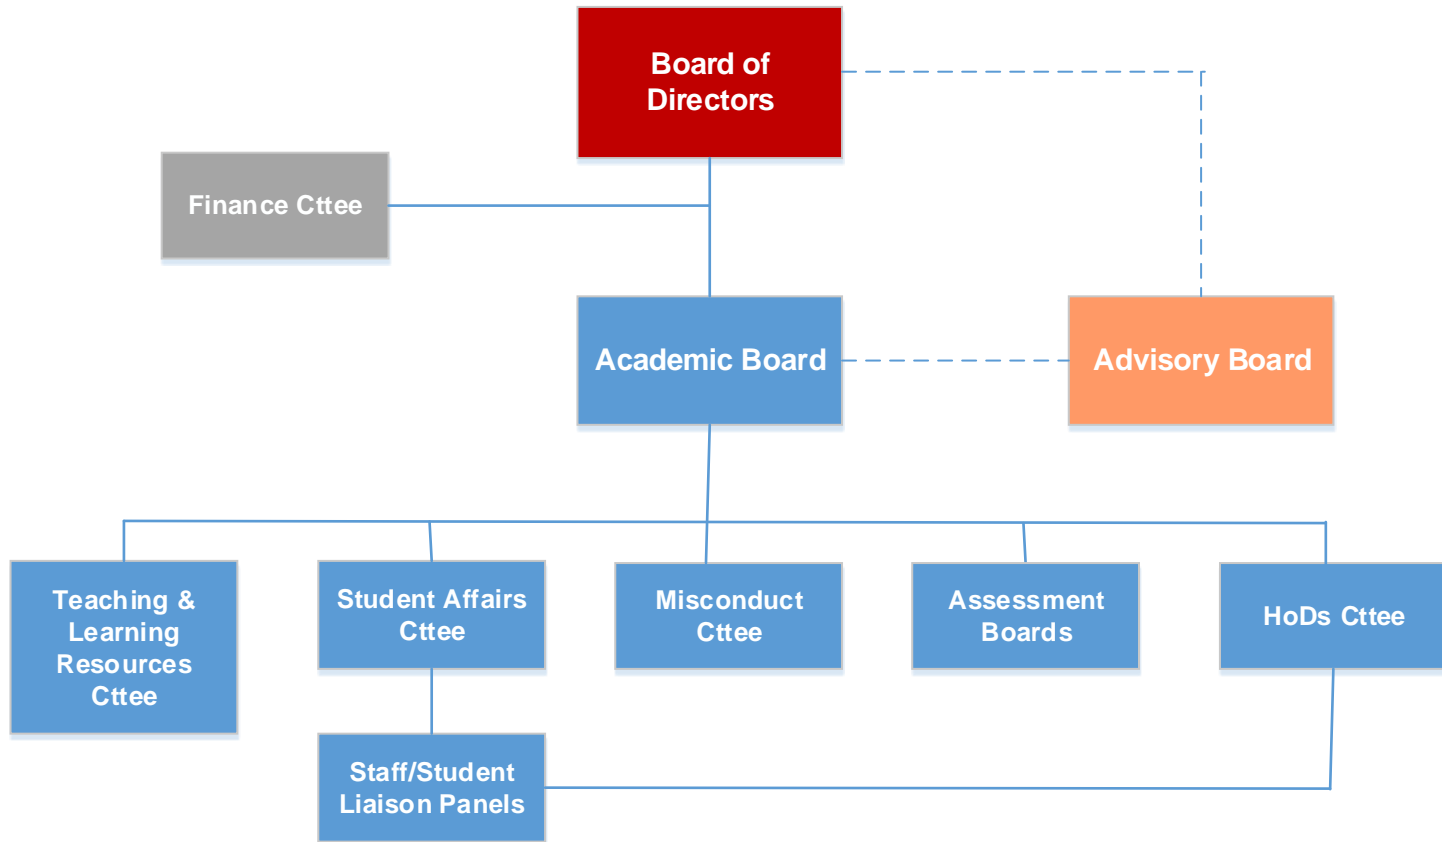 Board of
Directors
Finance Cttee
Academic Board
Advisory Board
Teaching &
Learning
Resources
Cttee
Student Affairs
Cttee
Misconduct
Cttee
Assessment
Boards
HoDs Cttee
Staff/Student
Liaison Panels